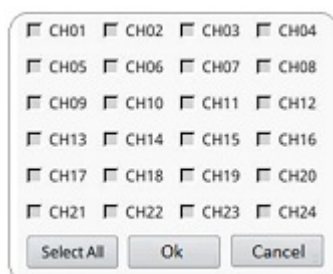 CH01 CH02 CH03 CH04
CH05 CH06 CH07 CH08
CH09 CH10 CH11 CH12
CH13 CH14 CH15 CH16
CH17 CH18 CH19 CH20
CH21 CH22 CH23 CH24
Select All Ok Cancel